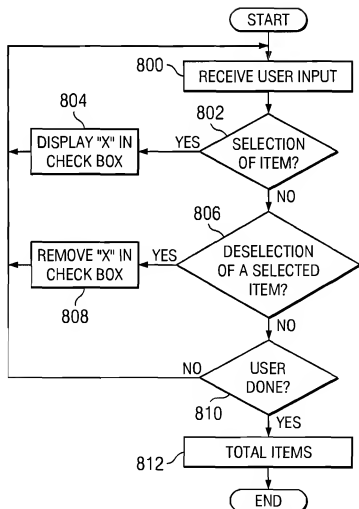 START
800
RECEIVE USER INPUT
804
802
DISPLAY "X" IN
CHECK BOX
YES
SELECTION
OF ITEM?
NO
806
REMOVE "X" IN
CHECK BOX
YES
DESELECTION
OF A SELECTED
ITEM?
808
NO
NO
USER
DONE?
810
YES
812
TOTAL ITEMS
END